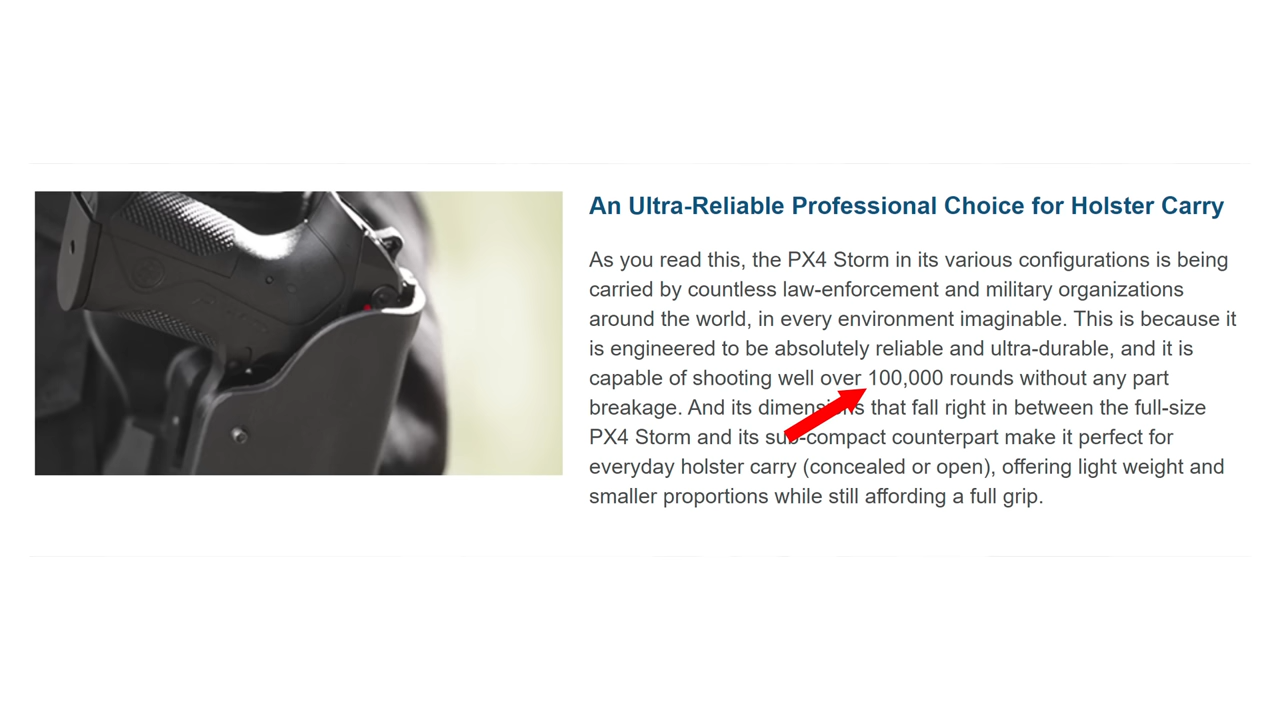 An Ultra-Reliable Professional Choice for Holster Carry
As you read this, the PX4 Storm in its various configurations is being
carried by countless law-enforcement and military organizations
around the world, in every environment imaginable. This is because it
is engineered to be absolutely reliable and ultra-durable, and it is
capable of shooting well over 100,000 rounds without any part
breakage. And its dimensions that fall right in between the full-size
PX4 Storm and its sub-compact counterpart make it perfect for
everyday holster carry (concealed or open), offering light weight and
smaller proportions while still affording a full grip.